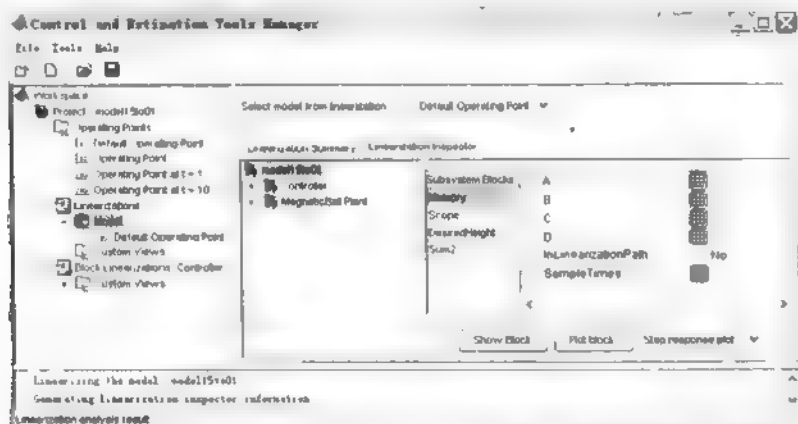 Control and Estimation Tools Manager
File Tools Help
Workspace
Project - model15to01
Operating Points
Default Operating Point
Operating Point
Operating Point at t = 1
Operating Point at t = 10
Linearizations
Model
Default Operating Point
Custom Views
Block Linearizations Controller
Custom Views
Select model from linearization Default Operating Point
Linearization Summary Linearization Inspector
model15to01
Controller
Magnetic Ball Plant
Subsystem Blocks
Memory
Scope
DesiredHeight
Sum2
A
B
C
D
InLinearizationPath No
SampleTimes
Show Block Plot block Step response plot
Linearizing the model model15to01
Generating linearization inspector information
Linearization analysis result